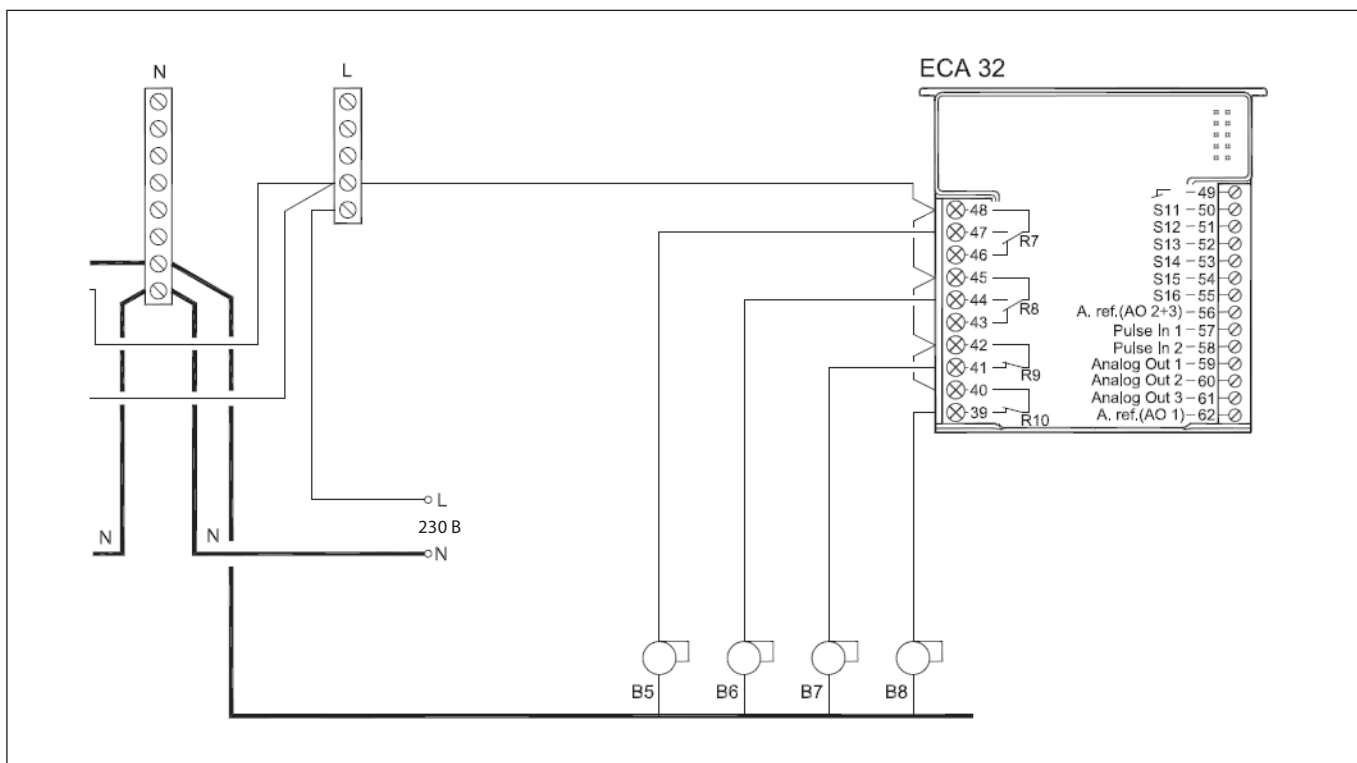 N
L
ECA 32
48
47
R7
46
45
44
R8
43
42
41
R9
40
39
R10
49
S11 – 50
S12 – 51
S13 – 52
S14 – 53
S15 – 54
S16 – 55
A. ref.(AO 2+3) – 56
Pulse In 1 – 57
Pulse In 2 – 58
Analog Out 1 – 59
Analog Out 2 – 60
Analog Out 3 – 61
A. ref.(AO 1) – 62
L
230 В
N
N
N
B5
B6
B7
B8